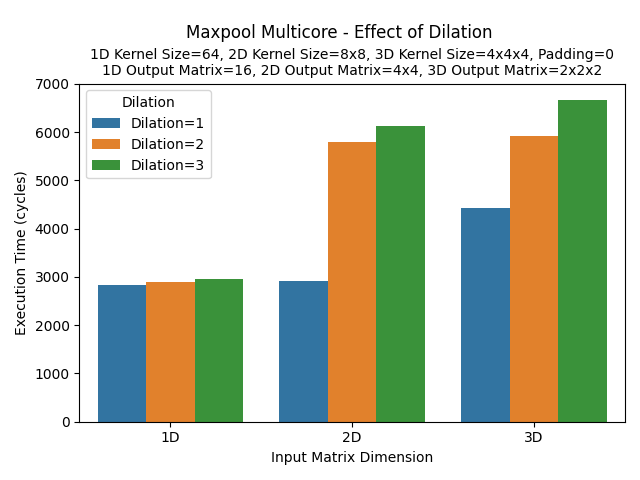 Maxpool Multicore - Effect of Dilation
1D Kernel Size=64, 2D Kernel Size=8x8, 3D Kernel Size=4x4x4, Padding=0
1D Output Matrix=16, 2D Output Matrix=4x4, 3D Output Matrix=2x2x2
Dilation
Dilation=1
Dilation=2
Dilation=3
Execution Time (cycles)
7000
6000
5000
4000
3000
2000
1000
0
1D 2D 3D
Input Matrix Dimension